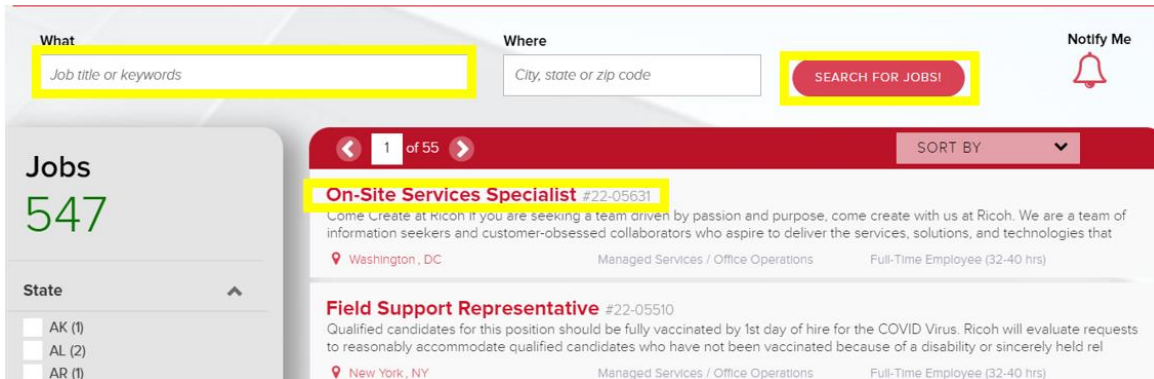 What
Where
Notify Me
Job title or keywords
City, state or zip code
SEARCH FOR JOBS!
Jobs
547
State
AK (1)
AL (2)
AR (1)
1 of 55
SORT BY
On-Site Services Specialist #22-05631
Come Create at Ricoh If you are seeking a team driven by passion and purpose, come create with us at Ricoh. We are a team of
information seekers and customer-obsessed collaborators who aspire to deliver the services, solutions, and technologies that
Washington, DC
Managed Services / Office Operations
Full-Time Employee (32-40 hrs)
Field Support Representative #22-05510
Qualified candidates for this position should be fully vaccinated by 1st day of hire for the COVID Virus. Ricoh will evaluate requests
to reasonably accommodate qualified candidates who have not been vaccinated because of a disability or sincerely held rel
New York, NY
Managed Services / Office Operations
Full-Time Employee (32-40 hrs)